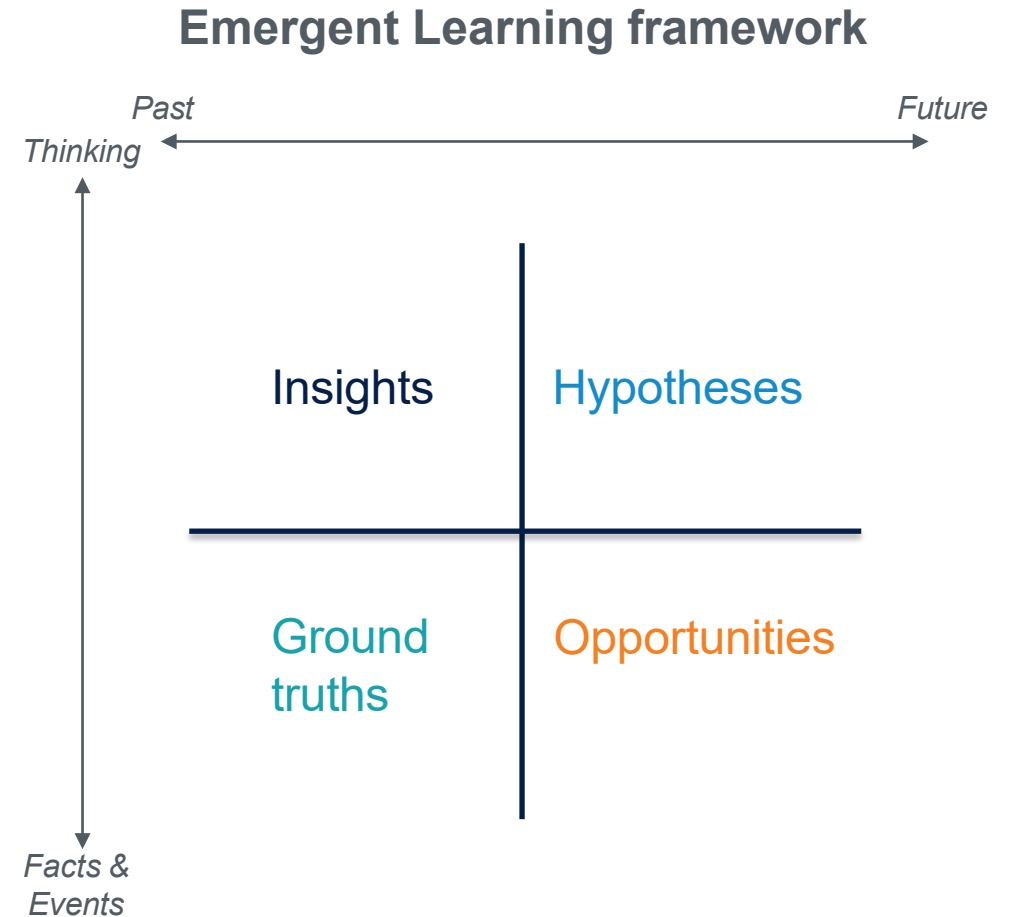 Emergent Learning framework
Past
Future
Thinking
Insights
Hypotheses
Ground
truths
Opportunities
Facts &
Events